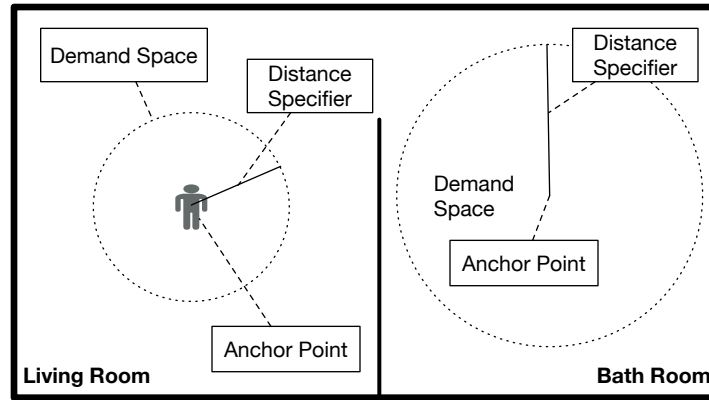 Demand Space
Distance
Specifier
Anchor Point
Living Room
Distance
Specifier
Demand
Space
Anchor Point
Bath Room